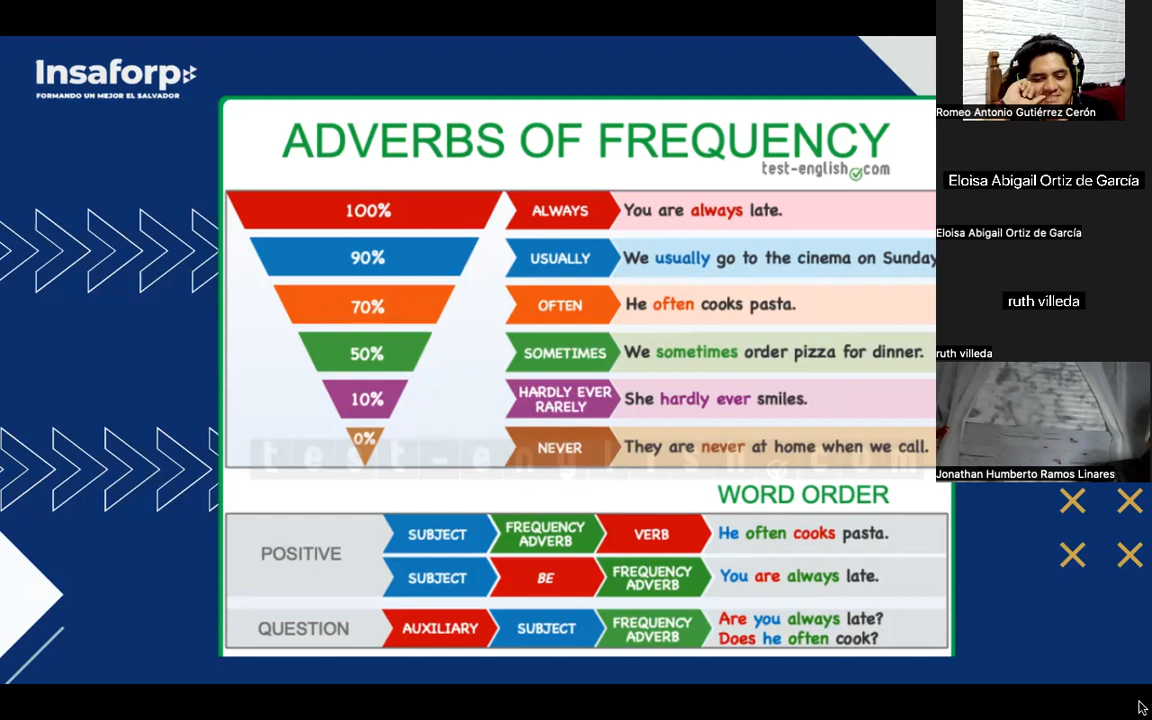 Insaforp
FORMANDO UN MEJOR EL SALVADOR
ADVERBS OF FREQUENCY
test-english.com
100% ALWAYS You are always late.
90% USUALLY We usually go to the cinema on Sunday
70% OFTEN He often cooks pasta.
50% SOMETIMES We sometimes order pizza for dinner.
10% HARDLY EVER RARELY She hardly ever smiles.
0% NEVER They are never at home when we call.
test-english.com
WORD ORDER
POSITIVE
SUBJECT FREQUENCY ADVERB VERB He often cooks pasta.
SUBJECT BE FREQUENCY ADVERB You are always late.
QUESTION AUXILIARY SUBJECT FREQUENCY ADVERB Are you always late?
Does he often cook?
Romeo Antonio Gutiérrez Cerón
Eloisa Abigail Ortiz de García
Eloisa Abigail Ortiz de García
ruth villeda
ruth villeda
Jonathan Humberto Ramos Linares